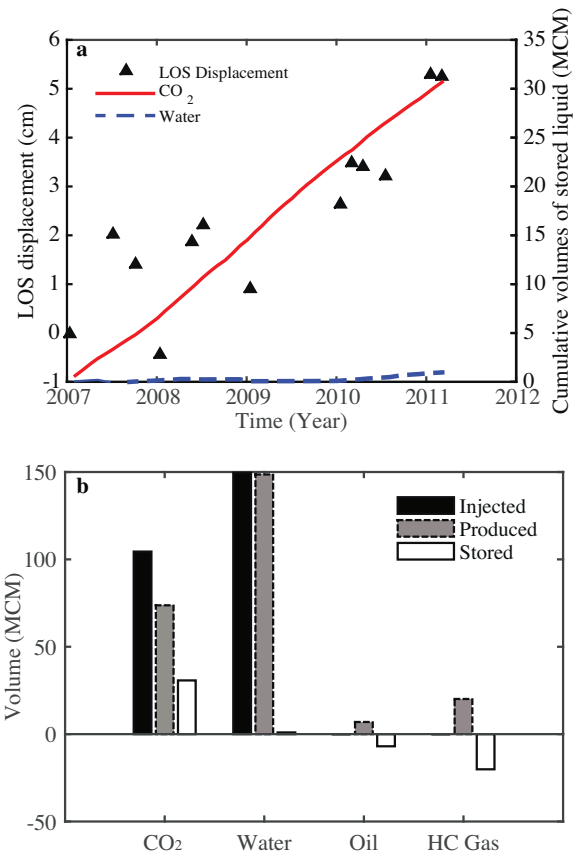 a
LOS Displacement
CO2
Water
6
5
4
3
2
1
0
-1
35
30
25
20
15
10
5
0
2007
2008
2009
2010
2011
2012
LOS displacement (cm)
Cumulative volumes of stored liquid (MCM)
Time (Year)
b
Injected
Produced
Stored
150
100
50
0
-50
Volume (MCM)
CO2
Water
Oil
HC Gas